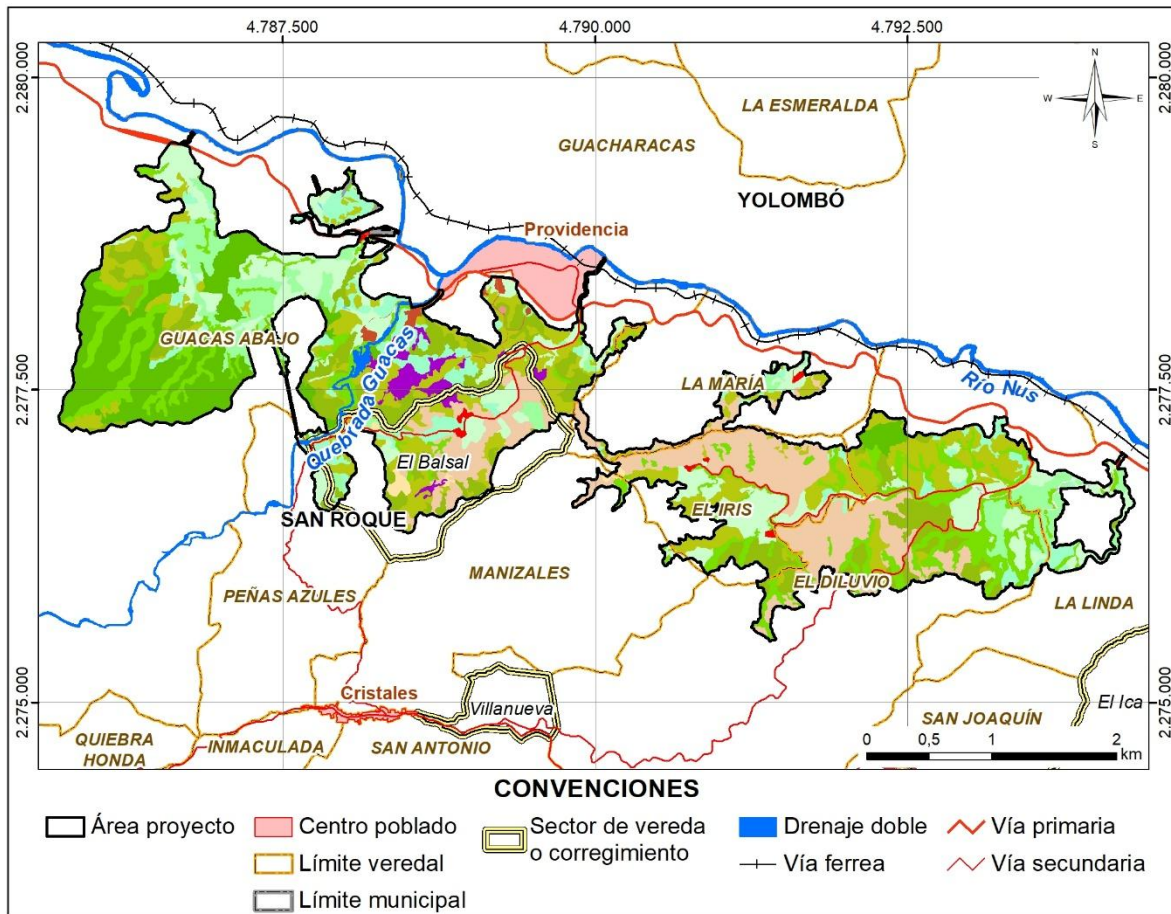 4.787.500
4.790.000
4.792.500
2.280.000
2.280.000
N
W
E
S
LA ESMERALDA
GUACHARACAS
YOLOMBÓ
Providencia
GUACAS ABAJO
Quebrada Guacas
LA MARÍA
Río Nus
2.277.500
2.277.500
El Balsal
EL IRIS
SAN ROQUE
MANIZALES
EL DILUVIO
PEÑAS AZULES
LA LINDA
2.275.000
2.275.000
Cristales
Villanueva
El Ica
SAN JOAQUÍN
QUIEBRA
HONDA
INMACULADA
SAN ANTONIO
0 0,5 1 2
km
CONVENCIONES
Área proyecto
Centro poblado
Límite veredal
Límite municipal
Sector de vereda
o corregimiento
Drenaje doble
Vía ferrea
Vía primaria
Vía secundaria